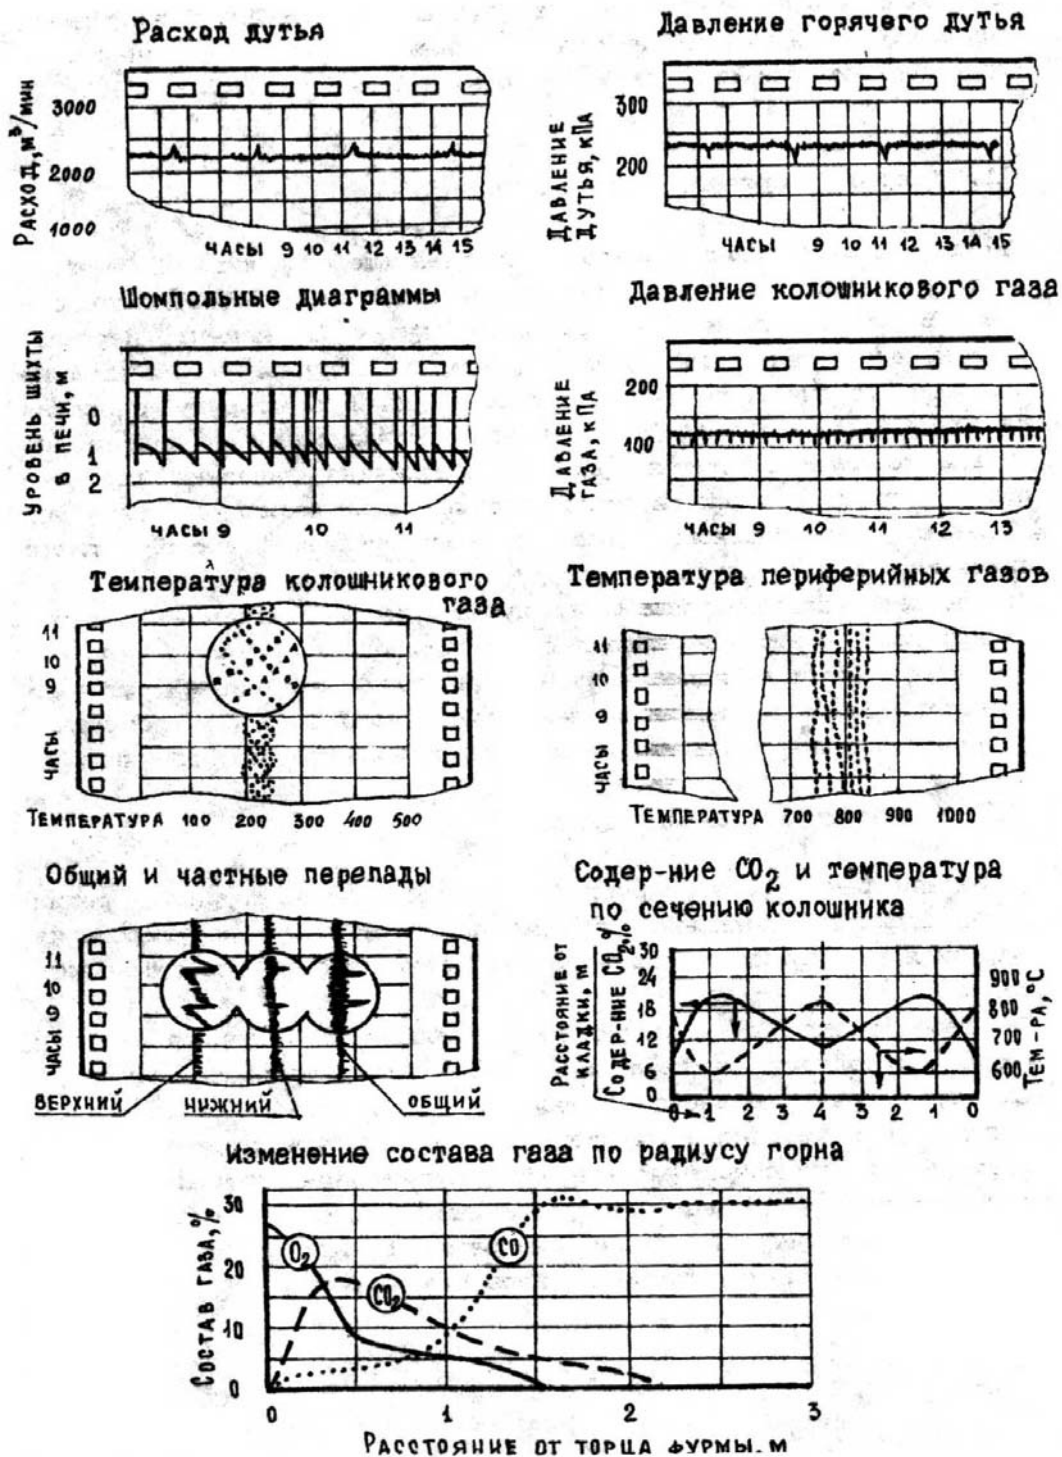 Расход дутья
РАСХОД, м³/мин
3000
2000
1000
ЧАСЫ 9 10 11 12 13 14 15
Давление горячего дутья
ДАВЛЕНИЕ
ДУТЬЯ, кПа
300
200
ЧАСЫ 9 10 11 12 13 14 15
Шомпольные диаграммы
УРОВЕНЬ ШИХТЫ
В ПЕЧИ, м
0
1
2
ЧАСЫ 9 10 11
Давление колошникового газа
ДАВЛЕНИЕ
ГАЗА, кПа
200
100
ЧАСЫ 9 10 11 12 13
Температура колошникового
газа
11
10
9
ЧАСЫ
ТЕМПЕРАТУРА 100 200 300 400 500
Температура периферийных газов
11
10
9
ЧАСЫ
ТЕМПЕРАТУРА 700 800 900 1000
Общий и частные перепады
11
10
9
ЧАСЫ
ВЕРХНИЙ НИЖНИЙ ОБЩИЙ
Содер-ние CO₂ и температура
по сечению колошника
РАССТОЯНИЕ ОТ
КЛАДКИ, м
СОДЕР-НИЕ CO₂,%
30
24
18
12
6
0
900
800
700
600
ТЕМ-РА, °С
0 1 2 3 4 3 2 1 0
Изменение состава газа по радиусу горна
СОСТАВ ГАЗА, %
30
20
10
0
O₂
CO₂
CO
0 1 2 3
РАССТОЯНИЕ ОТ ТОРЦА ФУРМЫ. М